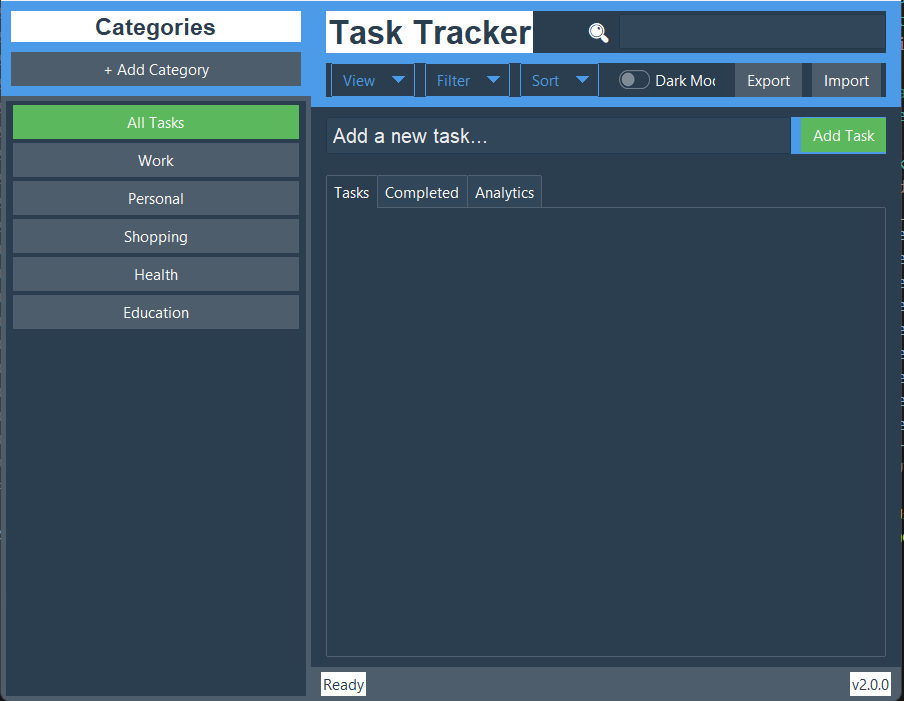 Categories
+ Add Category
All Tasks
Work
Personal
Shopping
Health
Education
Task Tracker
View Filter Sort Dark Mo Export Import
Add a new task... Add Task
Tasks Completed Analytics
Ready v2.0.0